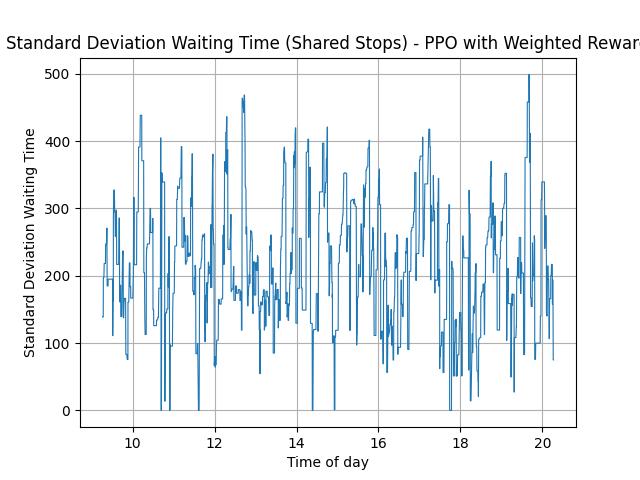 Standard Deviation Waiting Time (Shared Stops) - PPO with Weighted Rewar
Standard Deviation Waiting Time
500
400
300
200
100
0
10 12 14 16 18 20
Time of day